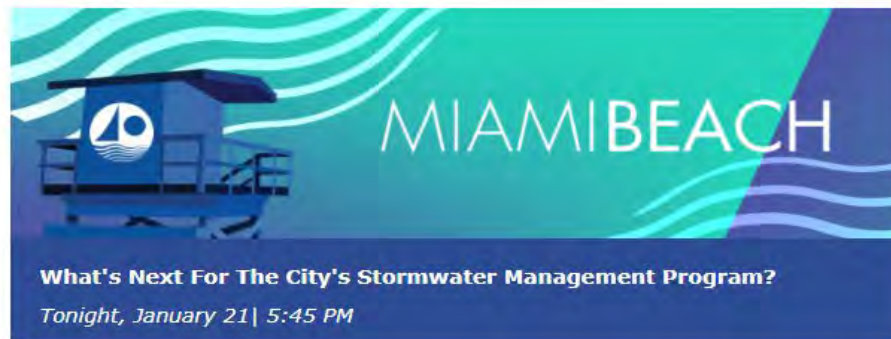 MIAMIBEACH
What's Next For The City's Stormwater Management Program?
Tonight, January 21| 5:45 PM